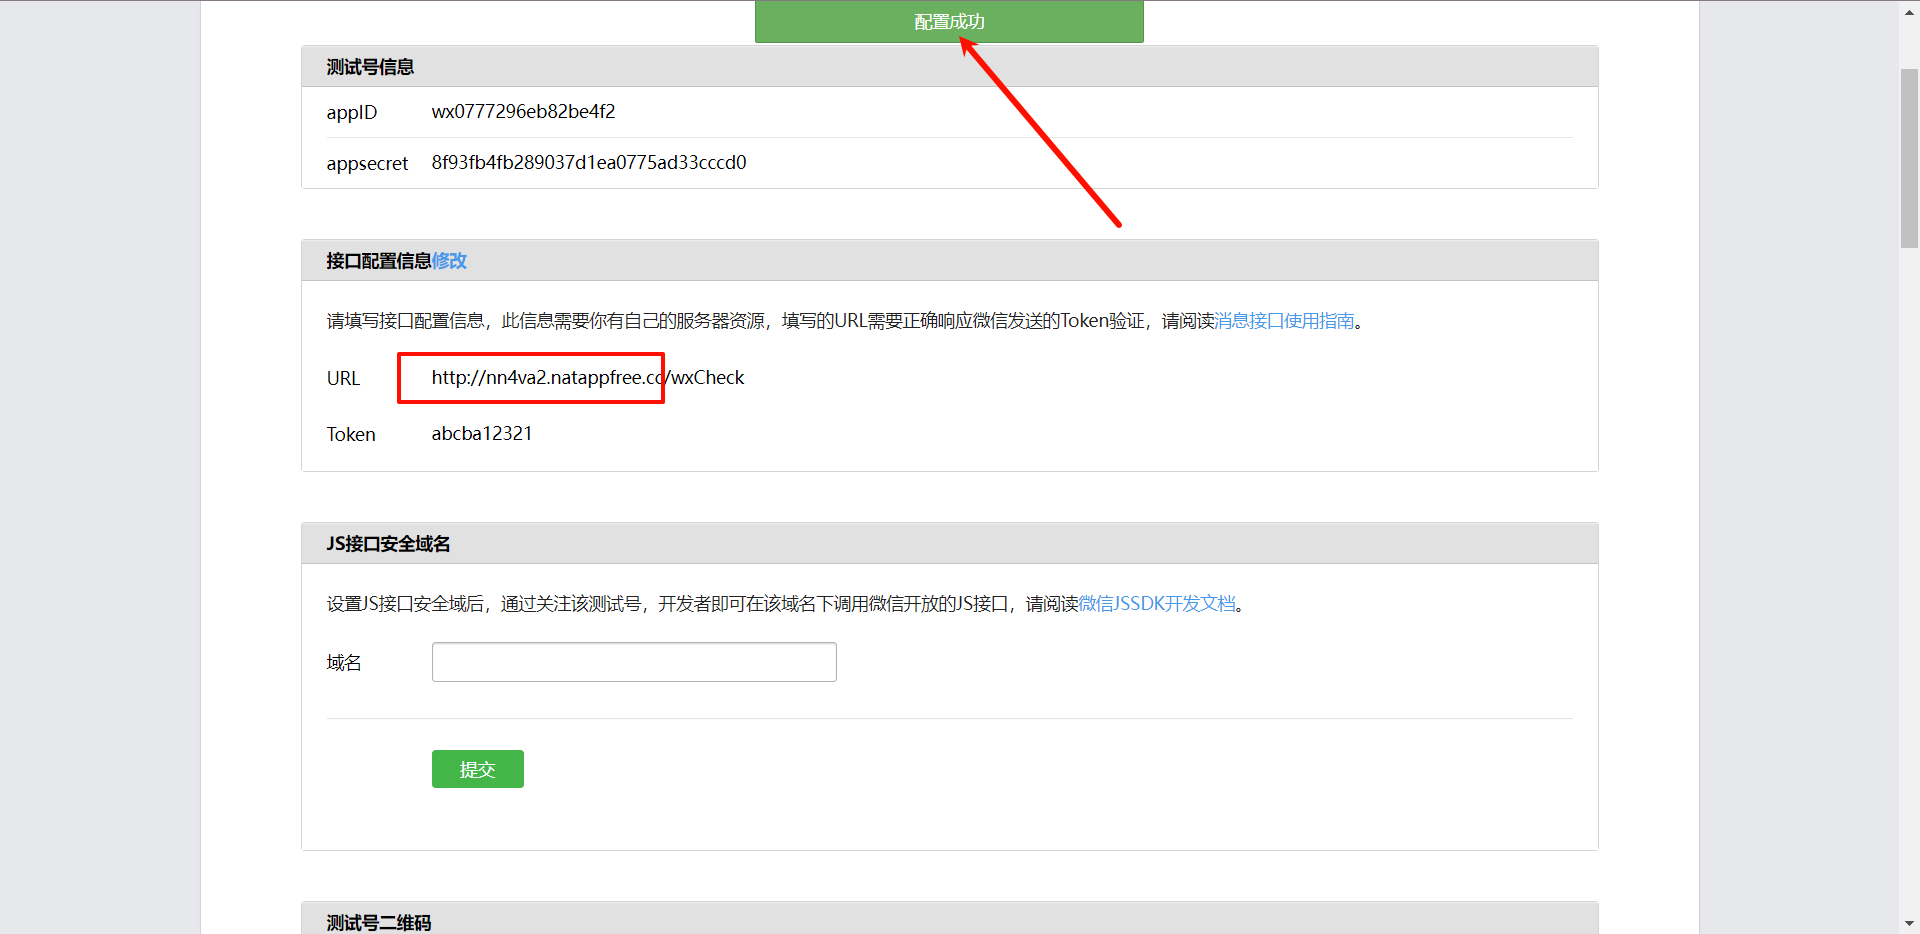 配置成功
测试号信息
appID wx0777296eb82be4f2
appsecret 8f93fb4fb289037d1ea0775ad33cccd0
接口配置信息修改
请填写接口配置信息，此信息需要你有自己的服务器资源，填写的URL需要正确响应微信发送的Token验证，请阅读消息接口使用指南。
URL http://nn4va2.natappfree.cc/wxCheck
Token abcba12321
JS接口安全域名
设置JS接口安全域后，通过关注该测试号，开发者即可在该域名下调用微信开放的JS接口，请阅读微信JSSDK开发文档。
域名
提交
测试号二维码